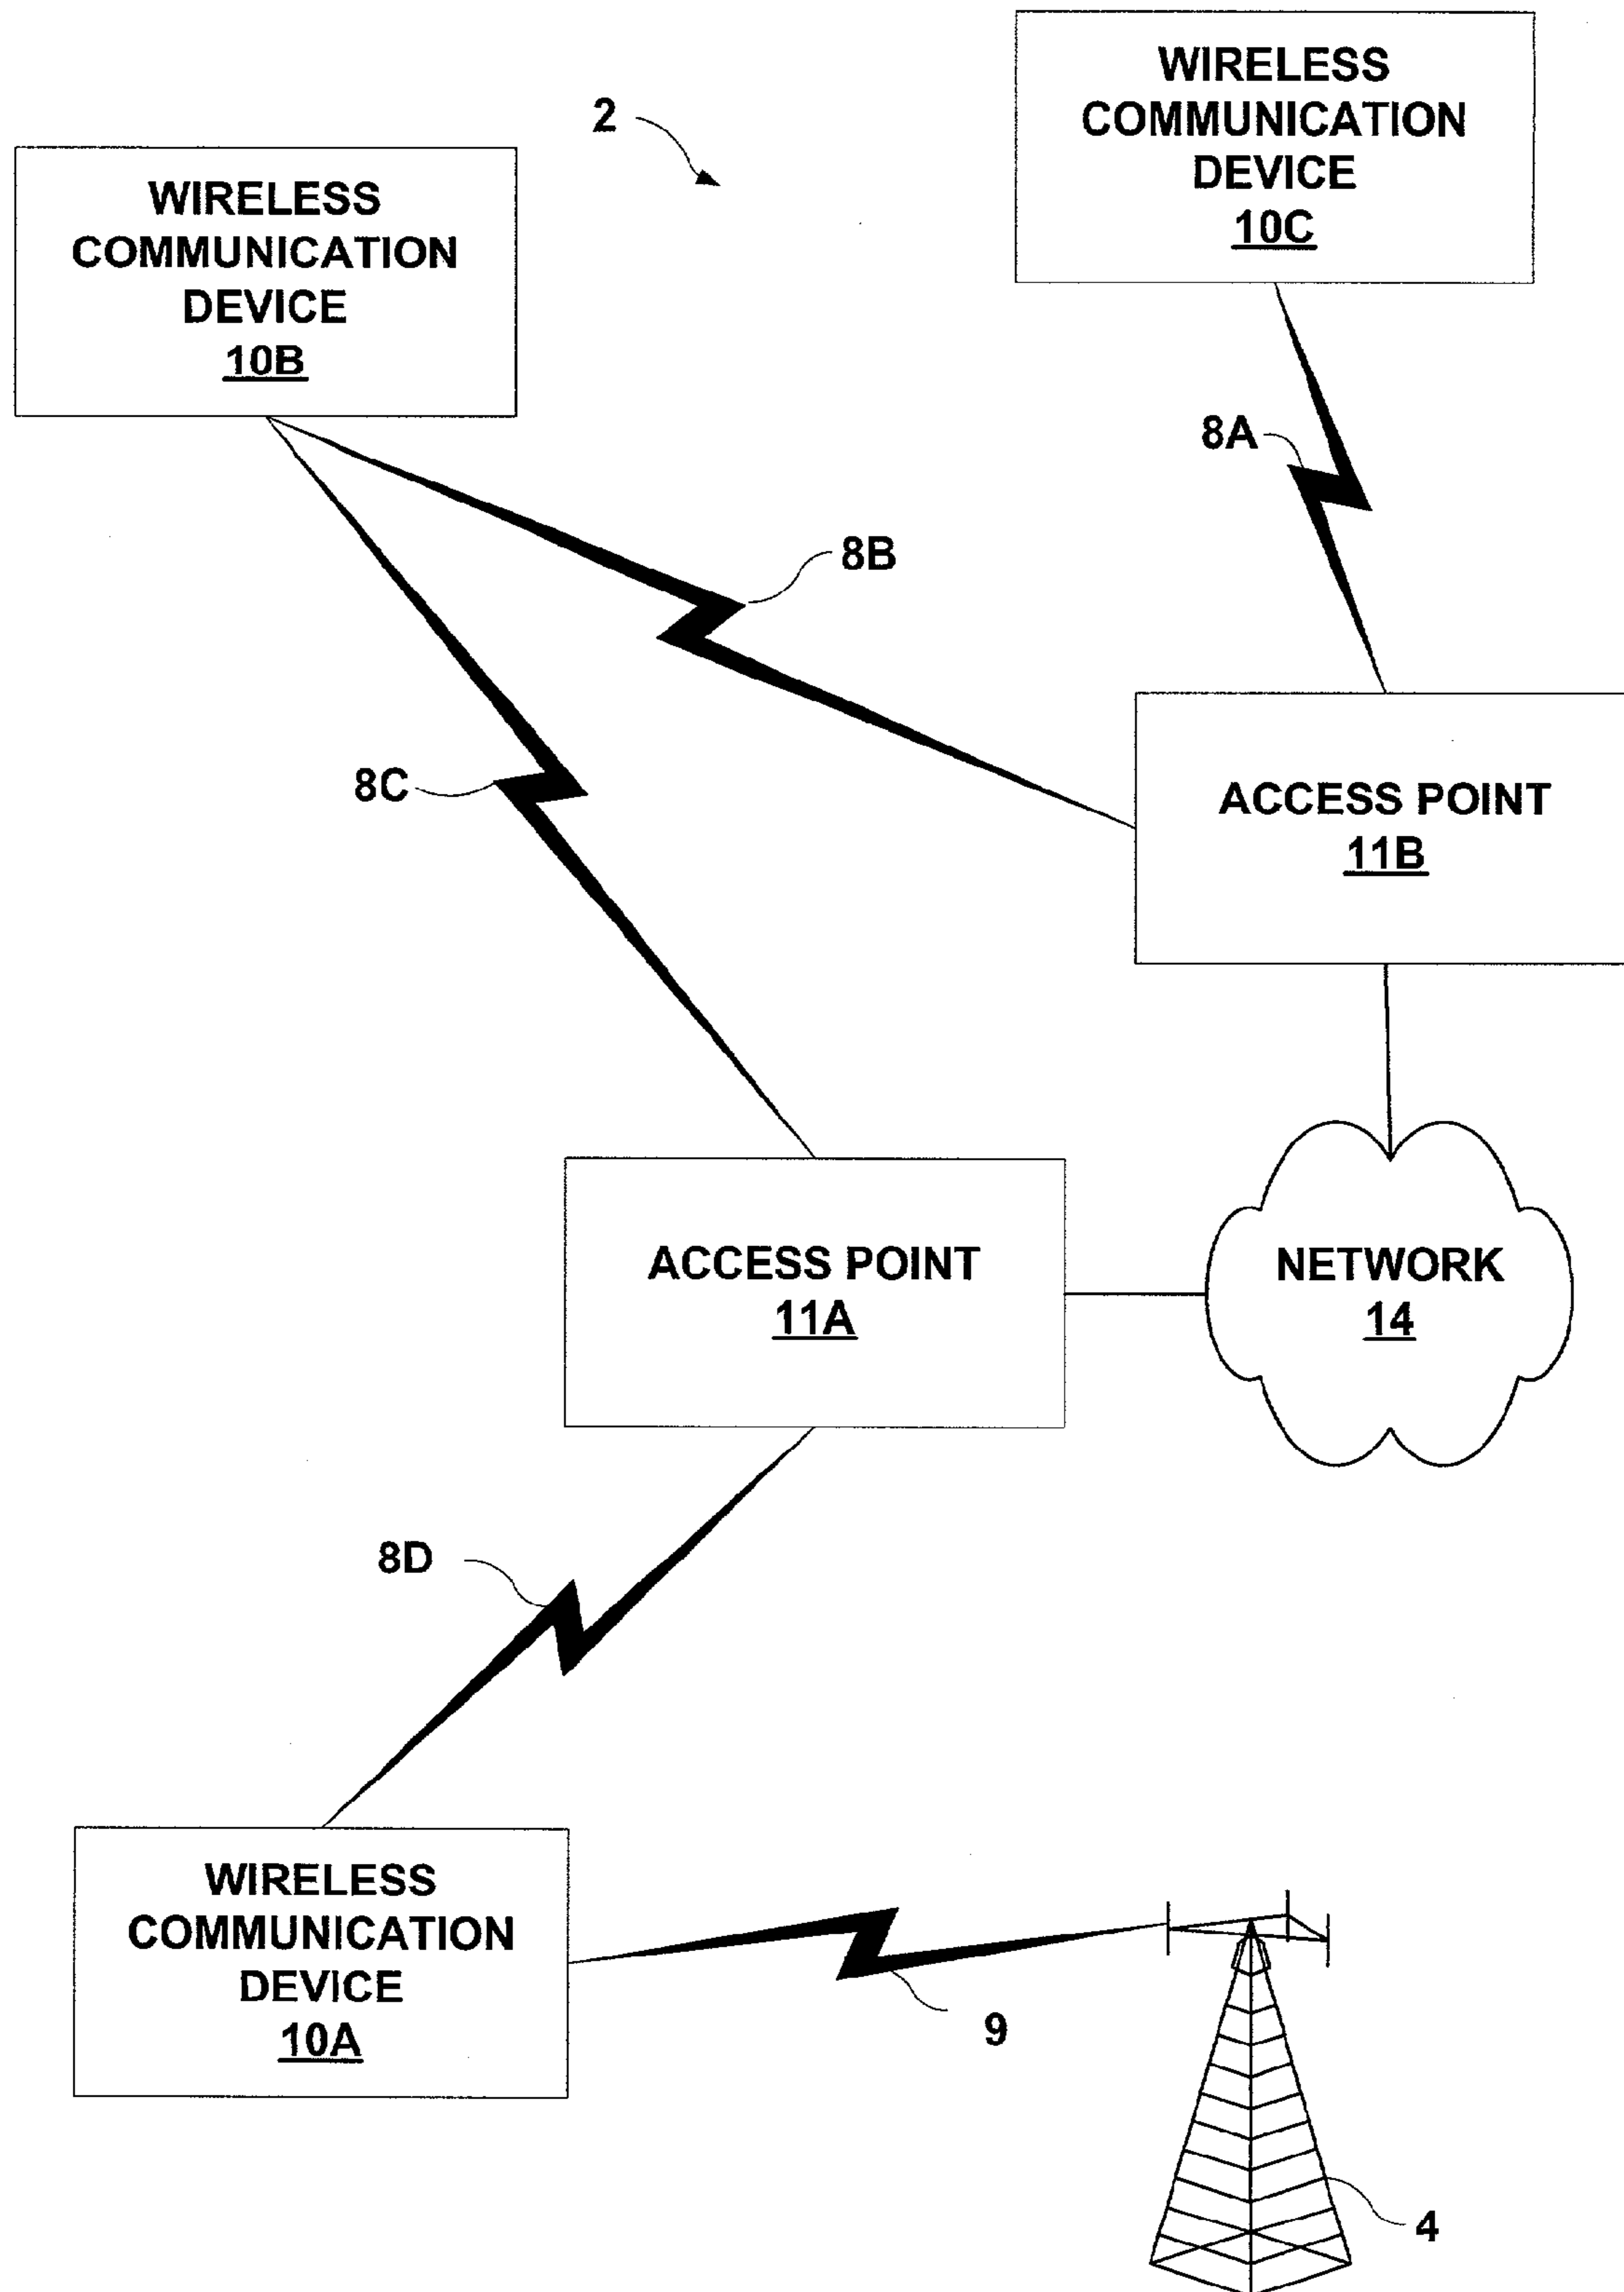 WIRELESS
COMMUNICATION
DEVICE
10C
2
WIRELESS
COMMUNICATION
DEVICE
10B
8A
8B
8C
ACCESS POINT
11B
ACCESS POINT
11A
NETWORK
14
8D
WIRELESS
COMMUNICATION
DEVICE
10A
9
4